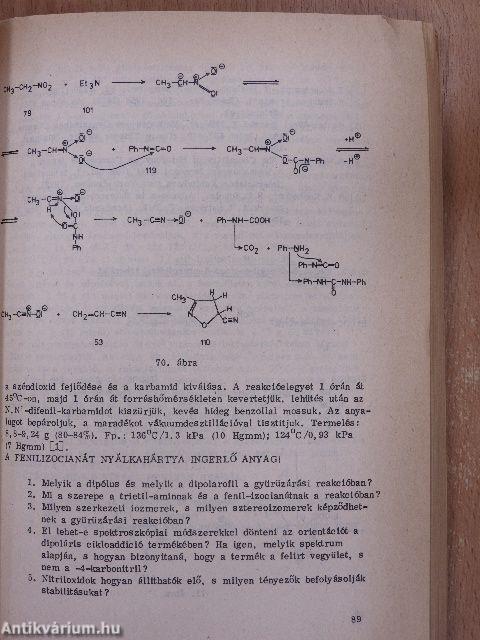 CH₃-CH₂-NO₂ + Et₃N
79 101
CH₃-CH=N + Ph-N=C=O
119
CH₃-C=N CH₃-C=N-O + Ph-NH-COOH
CO₂ + Ph-NH₂
Ph-N=C=O
Ph-NH-C-NH-Ph
+ CH₂=CH-C≡N
53 110
70. ábra
a széndioxid fejlődése és a karbamid kiválása. A reakcióelegyet 1 órán át
45°C-on, majd 1 órán át forráshőmérsékleten kevertetjük, lehűtés után az
N,N'-difenil-karbamidot kiszűrjük, kevés hideg benzollal mossuk. Az anya-
lúgot bepároljuk, a maradékot vákuumdesztillációval tisztítjuk. Termelés:
8,8-9,24 g (80-84%). Fp.: 136°C/1.3 kPa (10 Hgmm); 124°C/0,93 kPa
(7 Hgmm) [1].
A FENILIZOCIANÁT NYÁLKAHÁRTYA INGERLŐ ANYAG!
1. Melyik a dipólus és melyik a dipolarofil a gyűrűzárási reakcióban?
2. Mi a szerepe a trietil-aminnak és a fenil-izocianátnak a reakcióban?
3. Milyen szerkezeti izomerek, s milyen sztereoizomerek képződhet-
nek a gyűrűzárási reakcióban?
4. El lehet-e spektroszkópiai módszerekkel dönteni az orientációt a
dipoláris cikloaddíció termékében? Ha igen, melyik spektrum
alapján, s hogyan bizonyítaná, hogy a termék a felírt vegyület, s
nem a -4-karbonitril?
5. Nitriloxidok hogyan állíthatók elő, s milyen tényezők befolyásolják
stabilitásukat?
89
Antikvárium.hu